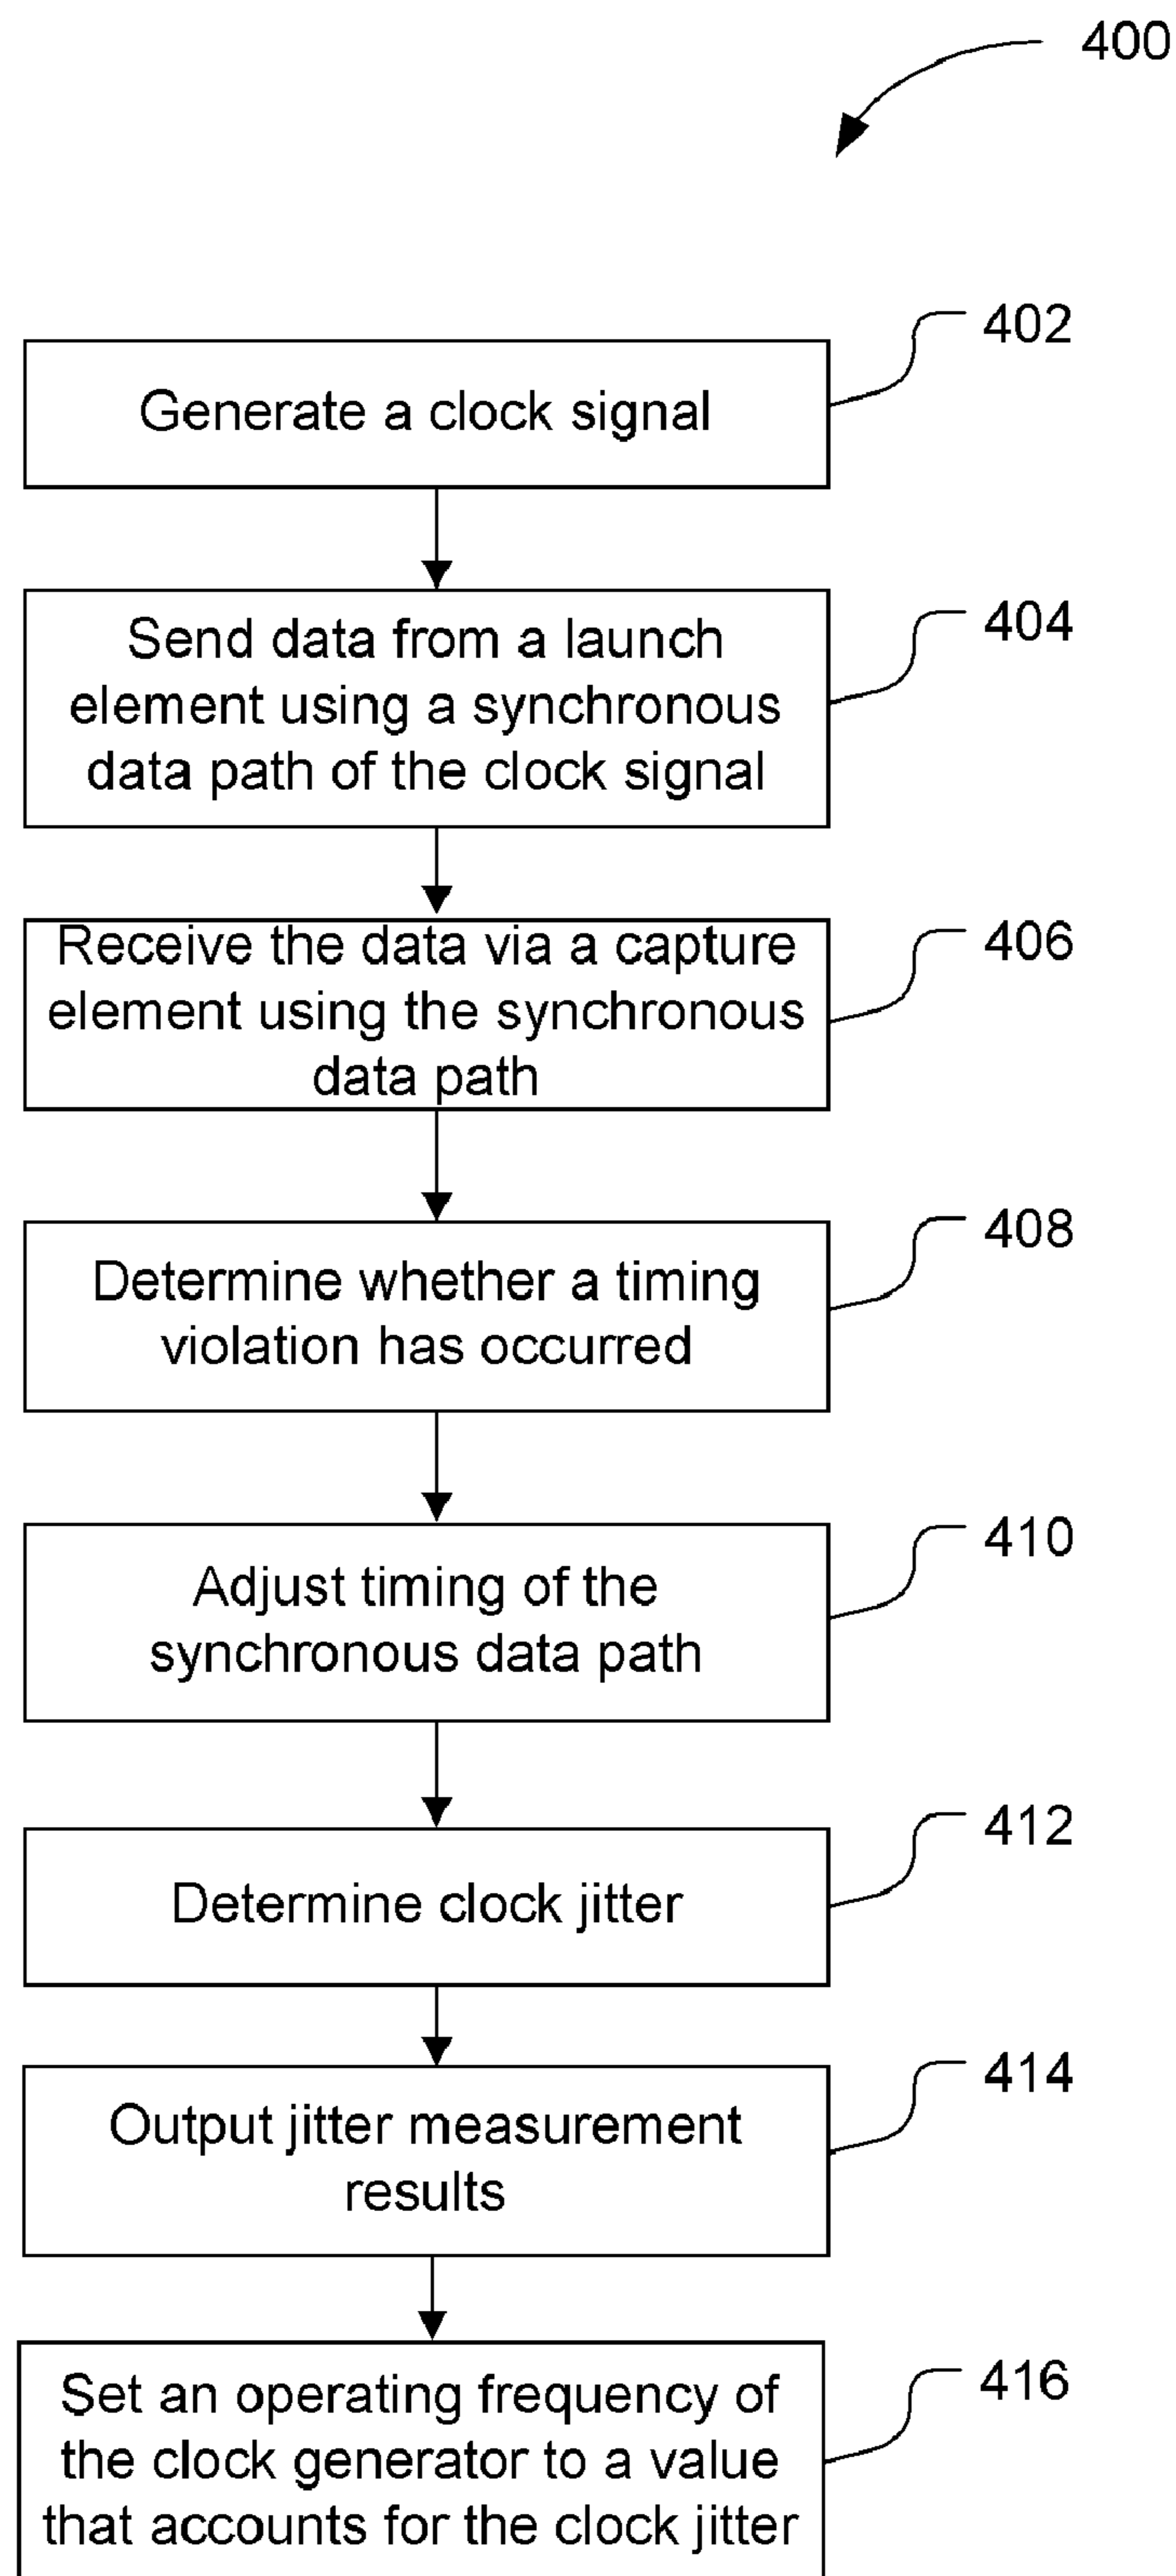 400
402
Generate a clock signal
404
Send data from a launch
element using a synchronous
data path of the clock signal
406
Receive the data via a capture
element using the synchronous
data path
408
Determine whether a timing
violation has occurred
410
Adjust timing of the
synchronous data path
412
Determine clock jitter
414
Output jitter measurement
results
416
Set an operating frequency of
the clock generator to a value
that accounts for the clock jitter